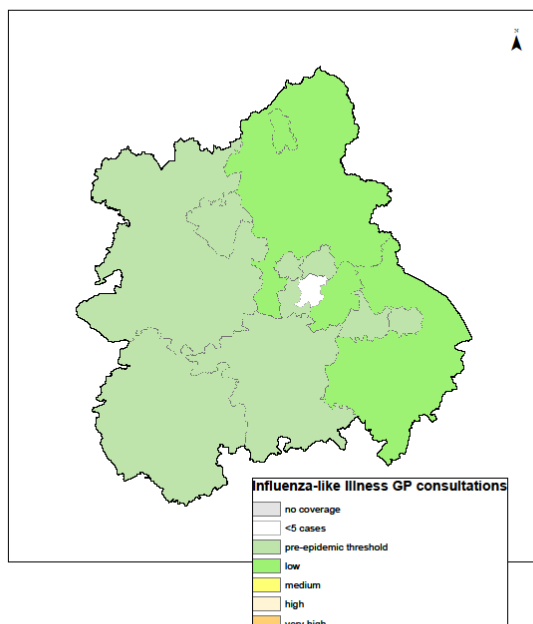 N
Influenza-like Illness GP consultations
no coverage
<5 cases
pre-epidemic threshold
low
medium
high
very high